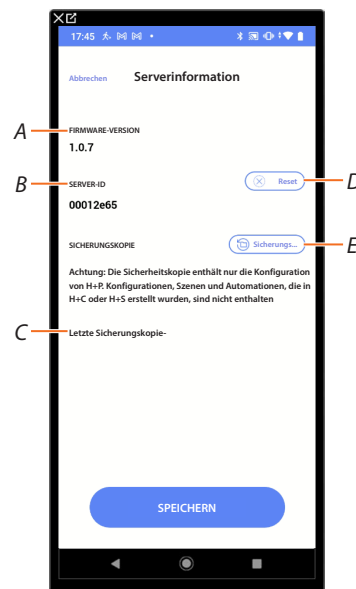 17:45
Abbrechen Serverinformation
A FIRMWARE-VERSION
1.0.7
B SERVER-ID
Reset D
00012e65
SICHERUNGSKOPIE Sicherungs... E
Achtung: Die Sicherheitskopie enthält nur die Konfiguration
von H+P. Konfigurationen, Szenen und Automationen, die in
H+C oder H+S erstellt wurden, sind nicht enthalten
C Letzte Sicherungskopie-
SPEICHERN